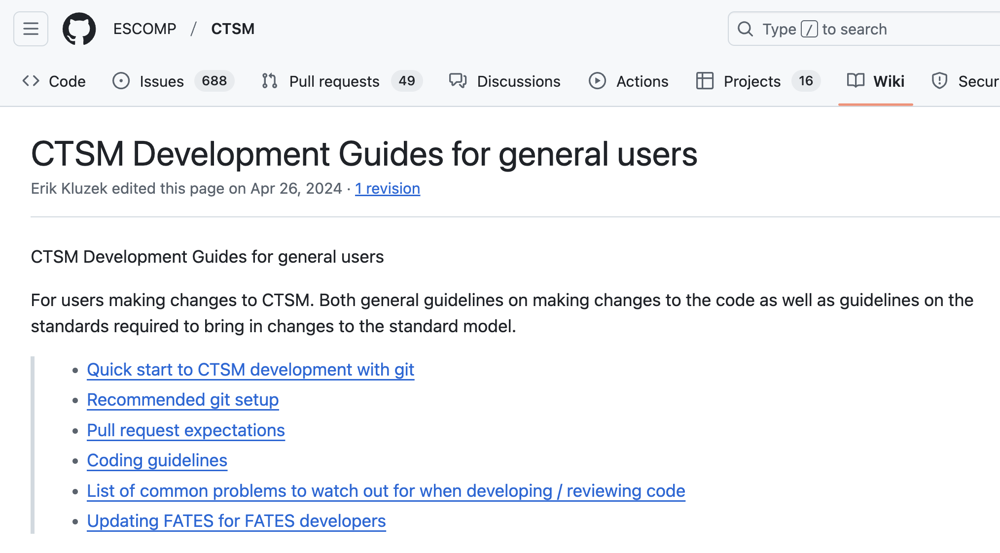 ESCOMP / CTSM
Type / to search
Code Issues 688 Pull requests 49 Discussions Actions Projects 16 Wiki Secur
CTSM Development Guides for general users
Erik Kluzek edited this page on Apr 26, 2024 · 1 revision
CTSM Development Guides for general users
For users making changes to CTSM. Both general guidelines on making changes to the code as well as guidelines on the
standards required to bring in changes to the standard model.
• Quick start to CTSM development with git
• Recommended git setup
• Pull request expectations
• Coding guidelines
• List of common problems to watch out for when developing / reviewing code
• Updating FATES for FATES developers